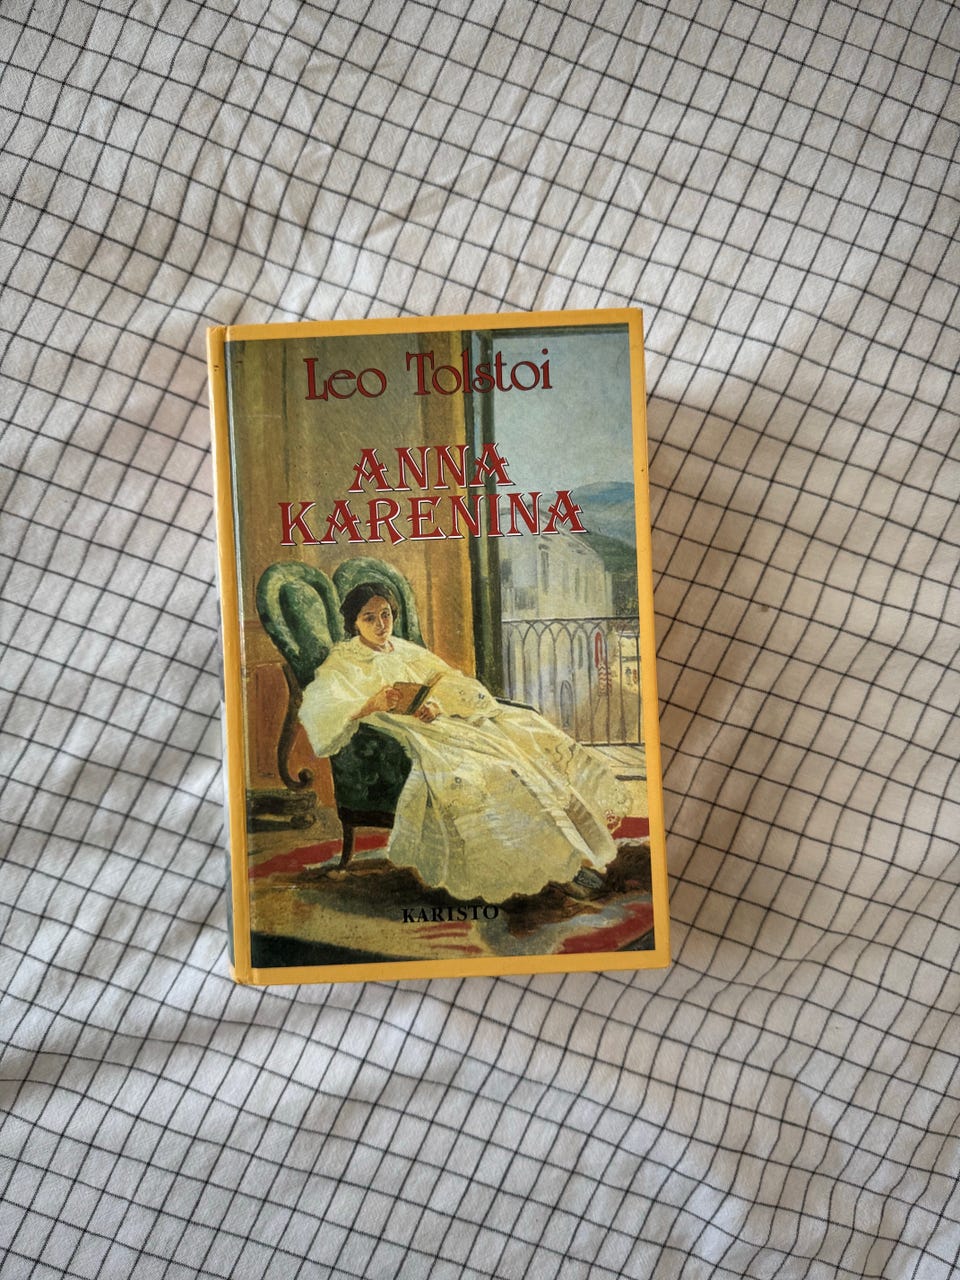 Leo Tolstoi
ANNA
KARENINA
KARISTO